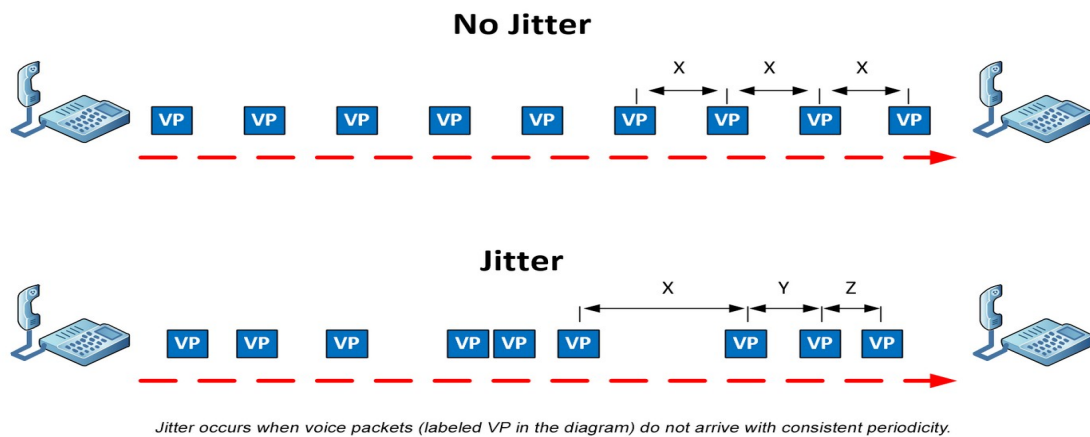 No Jitter
X X X
VP VP VP VP VP VP VP VP VP
Jitter
X Y Z
VP VP VP VP VP VP VP VP VP
Jitter occurs when voice packets (labeled VP in the diagram) do not arrive with consistent periodicity.